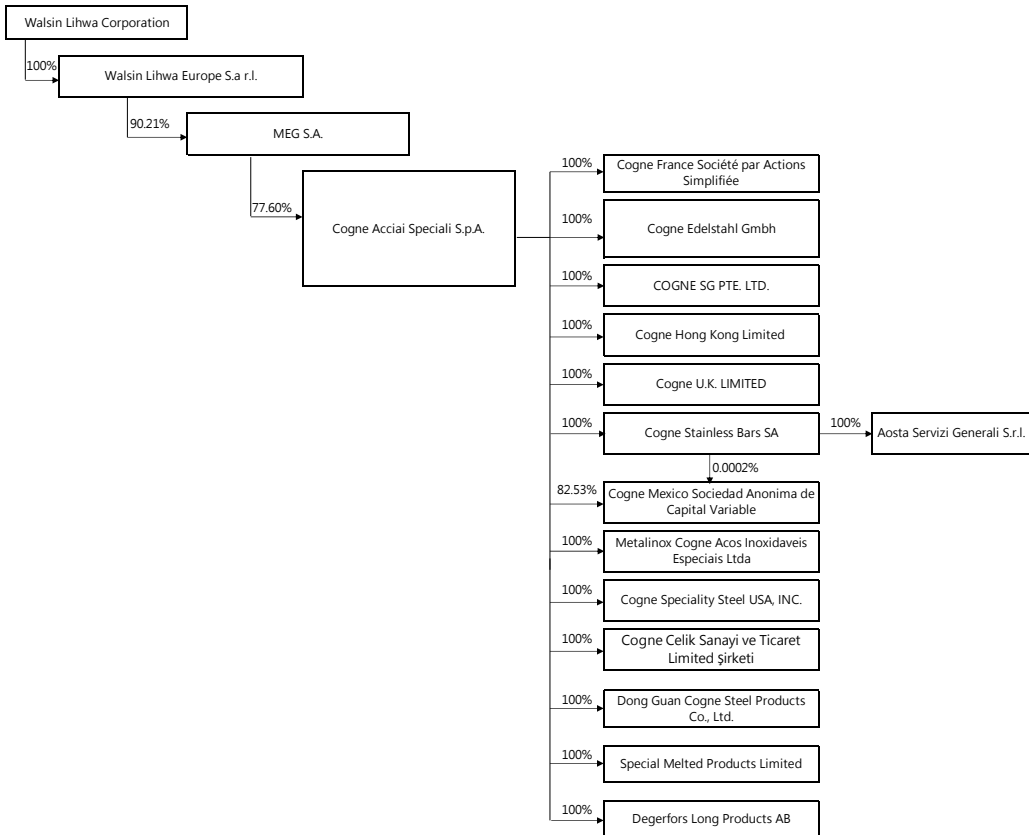 Walsin Lihwa Corporation
100%
Walsin Lihwa Europe S.a r.l.
90.21%
MEG S.A.
77.60%
Cogne Acciai Speciali S.p.A.
100%
Cogne France Société par Actions
Simplifiée
100%
Cogne Edelstahl Gmbh
100%
COGNE SG PTE. LTD.
100%
Cogne Hong Kong Limited
100%
Cogne U.K. LIMITED
100%
Cogne Stainless Bars SA
100%
Aosta Servizi Generali S.r.l.
0.0002%
82.53%
Cogne Mexico Sociedad Anonima de
Capital Variable
100%
Metalinox Cogne Acos Inoxidaveis
Especiais Ltda
100%
Cogne Speciality Steel USA, INC.
100%
Cogne Celik Sanayi ve Ticaret
Limited Şirketi
100%
Dong Guan Cogne Steel Products
Co., Ltd.
100%
Special Melted Products Limited
100%
Degerfors Long Products AB